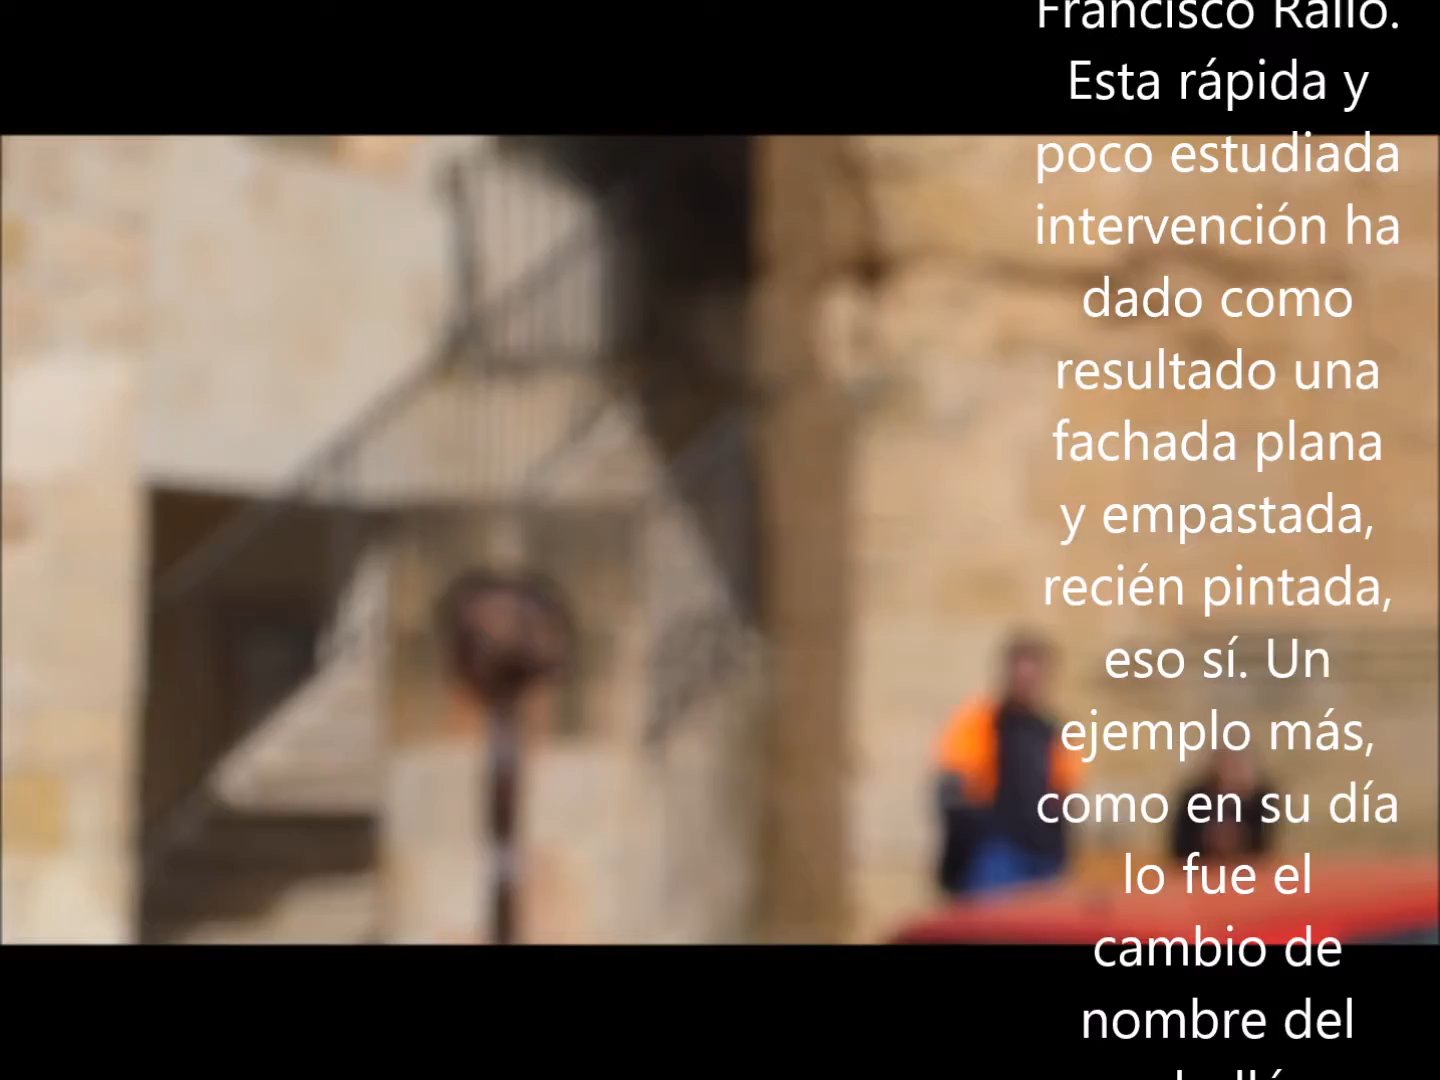 Francisco Rallo.
Esta rápida y
poco estudiada
intervención ha
dado como
resultado una
fachada plana
y empastada,
recién pintada,
eso sí. Un
ejemplo más,
como en su día
lo fue el
cambio de
nombre del